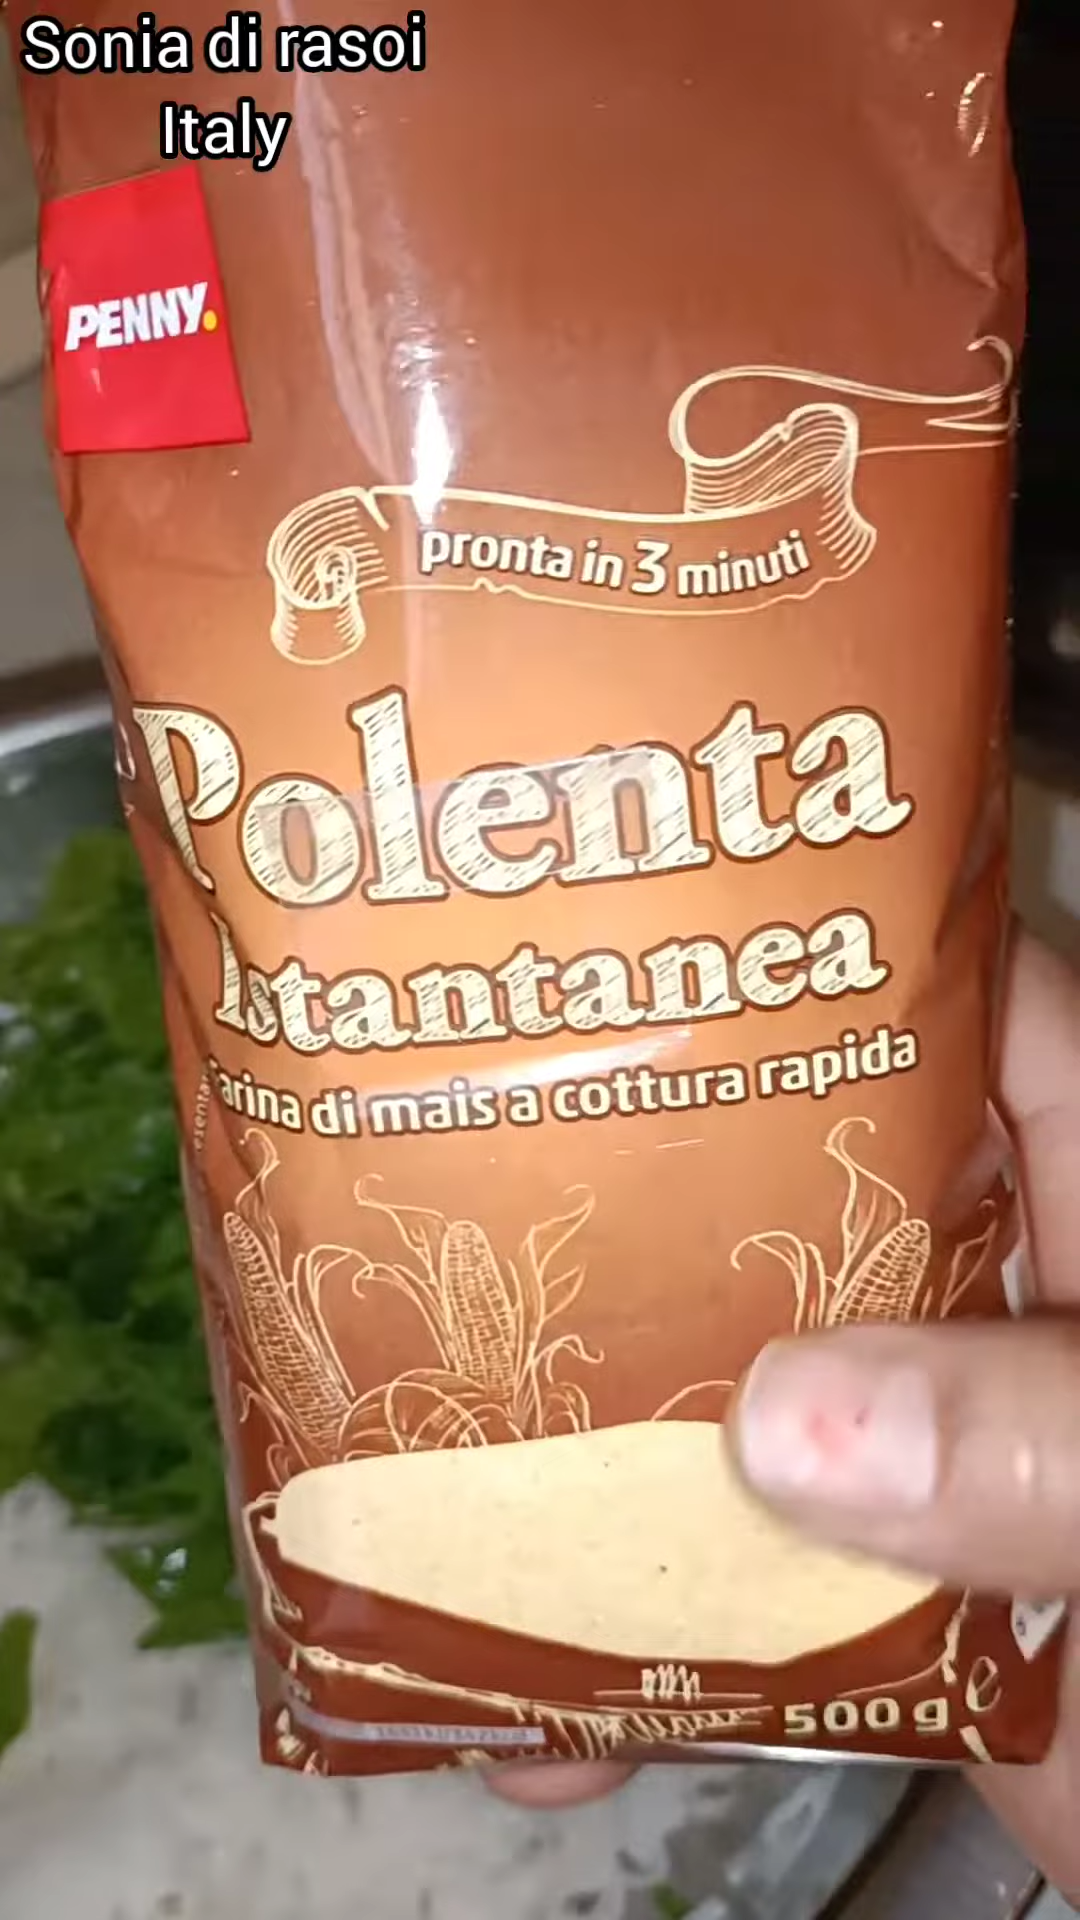 Sonia di rasoi
Italy
PENNY.
pronta in 3 minuti
Polenta
Istantanea
Farina di mais a cottura rapida
500 g e